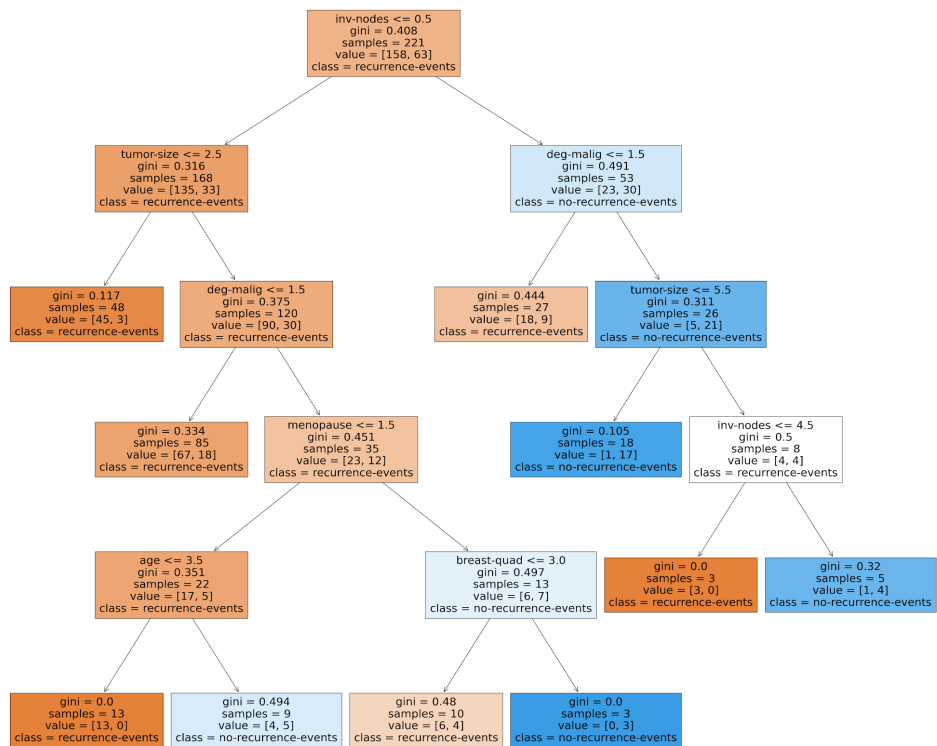 inv-nodes <= 0.5
gini = 0.408
samples = 221
value = [158, 63]
class = recurrence-events
tumor-size <= 2.5
gini = 0.316
samples = 168
value = [135, 33]
class = recurrence-events
deg-malig <= 1.5
gini = 0.491
samples = 53
value = [23, 30]
class = no-recurrence-events
gini = 0.117
samples = 48
value = [45, 3]
class = recurrence-events
deg-malig <= 1.5
gini = 0.375
samples = 120
value = [90, 30]
class = recurrence-events
gini = 0.444
samples = 27
value = [18, 9]
class = recurrence-events
tumor-size <= 5.5
gini = 0.311
samples = 26
value = [5, 21]
class = no-recurrence-events
gini = 0.334
samples = 85
value = [67, 18]
class = recurrence-events
menopause <= 1.5
gini = 0.451
samples = 35
value = [23, 12]
class = recurrence-events
gini = 0.105
samples = 18
value = [1, 17]
class = no-recurrence-events
inv-nodes <= 4.5
gini = 0.5
samples = 8
value = [4, 4]
class = recurrence-events
age <= 3.5
gini = 0.351
samples = 22
value = [17, 5]
class = recurrence-events
breast-quad <= 3.0
gini = 0.497
samples = 13
value = [6, 7]
class = no-recurrence-events
gini = 0.0
samples = 3
value = [3, 0]
class = recurrence-events
gini = 0.32
samples = 5
value = [1, 4]
class = no-recurrence-events
gini = 0.0
samples = 13
value = [13, 0]
class = recurrence-events
gini = 0.494
samples = 9
value = [4, 5]
class = no-recurrence-events
gini = 0.48
samples = 10
value = [6, 4]
class = recurrence-events
gini = 0.0
samples = 3
value = [0, 3]
class = no-recurrence-events